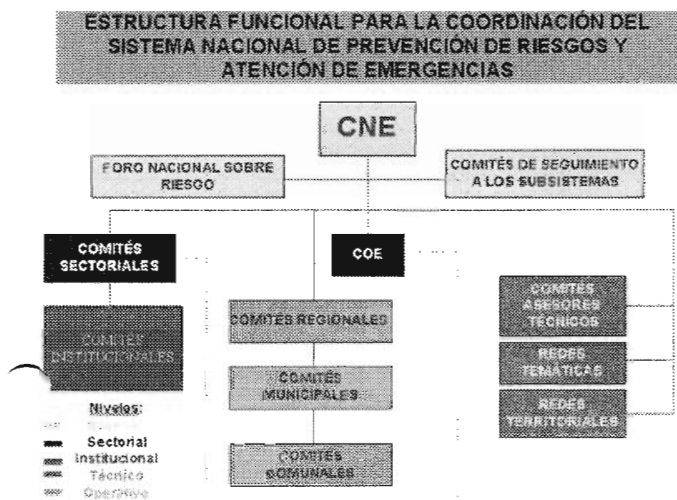 ESTRUCTURA FUNCIONAL PARA LA COORDINACIÓN DEL
SISTEMA NACIONAL DE PREVENCIÓN DE RIESGOS Y
ATENCIÓN DE EMERGENCIAS
CNE
FORO NACIONAL SOBRE
RIESGO
COMITÉS DE SEGUIMIENTO
A LOS SUBSISTEMAS
COMITÉS
SECTORIALES
COE
COMITÉS
INSTITUCIONALES
COMITÉS REGIONALES
COMITÉS
MUNICIPALES
COMITÉS
COMUNALES
COMITÉS
ASESORES
TÉCNICOS
REDES
TEMÁTICAS
REDES
TERRITORIALES
Niveles:
Sectorial
Institucional
Técnico
Operativo